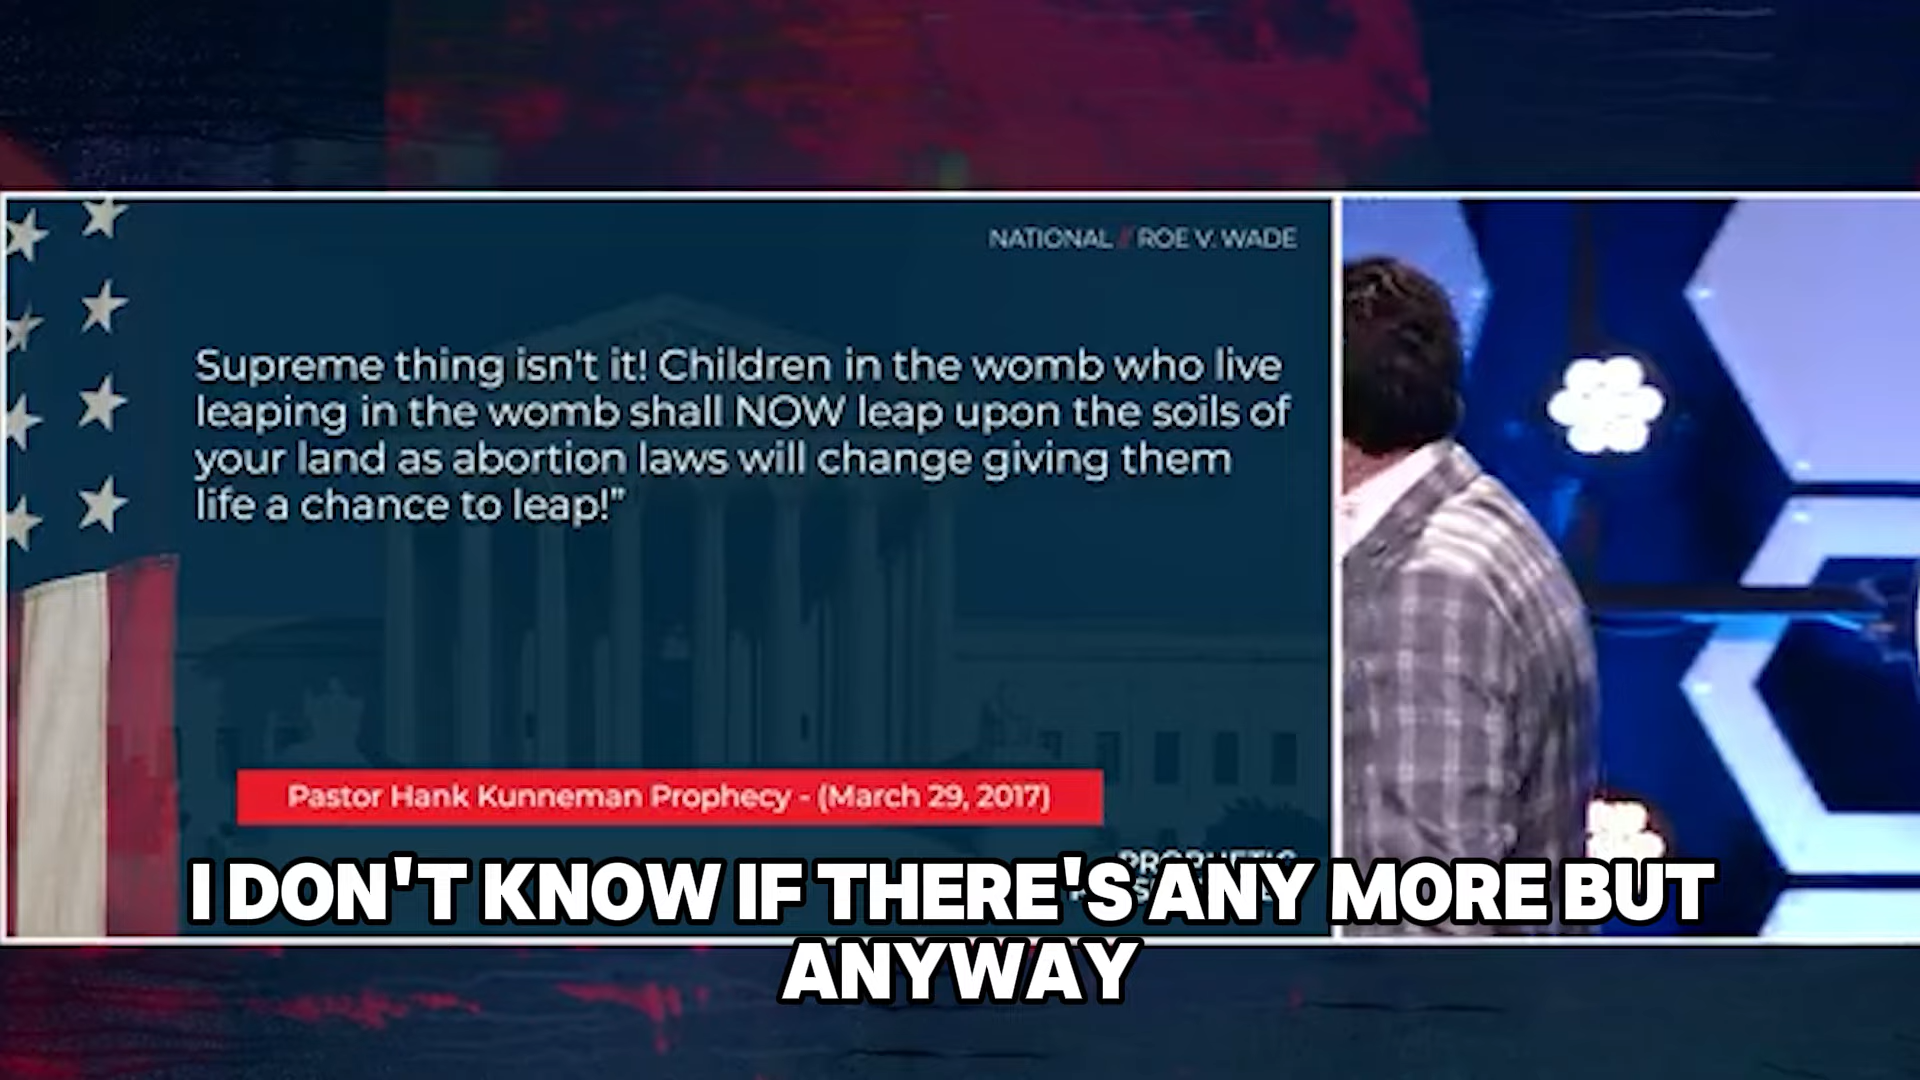 NATIONAL // ROE V. WADE
Supreme thing isn't it! Children in the womb who live
leaping in the womb shall NOW leap upon the soils of
your land as abortion laws will change giving them
life a chance to leap!”
Pastor Hank Kunneman Prophecy - (March 29, 2017)
PROPHETIC
I DON'T KNOW IF THERE'S ANY MORE BUT
ANYWAY